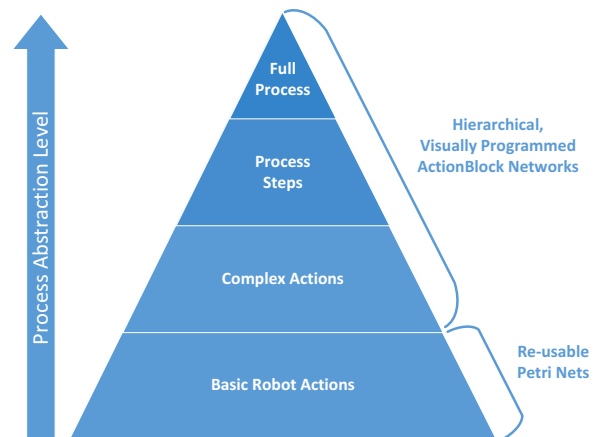 Process Abstraction Level
Full
Process
Process
Steps
Complex Actions
Basic Robot Actions
Hierarchical,
Visually Programmed
ActionBlock Networks
Re-usable
Petri Nets